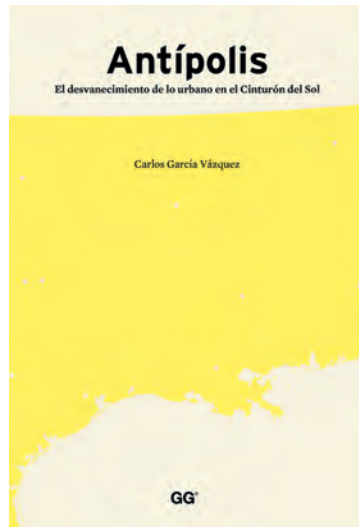 Antípolis
El desvanecimiento de lo urbano en el Cinturón del Sol
Carlos García Vázquez
GG®